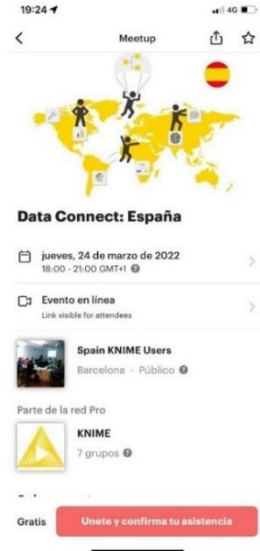 19:24
4G
Meetup
Data Connect: España
jueves, 24 de marzo de 2022
18:00 - 21:00 GMT+1
Evento en línea
Link visible for attendees
Spain KNIME Users
Barcelona · Público
Parte de la red Pro
KNIME
7 grupos
Gratis
Únete y confirma tu asistencia